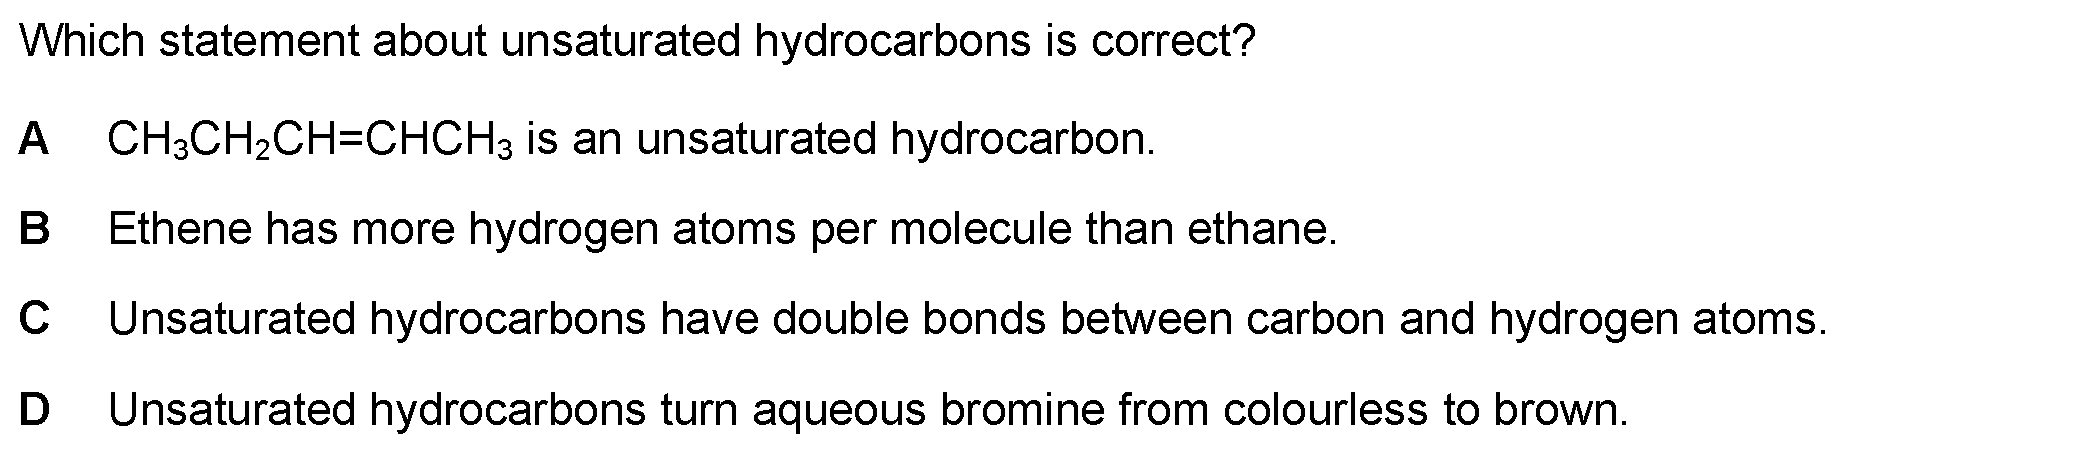 Which statement about unsaturated hydrocarbons is correct?
A CH₃CH₂CH=CHCH₃ is an unsaturated hydrocarbon.
B Ethene has more hydrogen atoms per molecule than ethane.
C Unsaturated hydrocarbons have double bonds between carbon and hydrogen atoms.
D Unsaturated hydrocarbons turn aqueous bromine from colourless to brown.